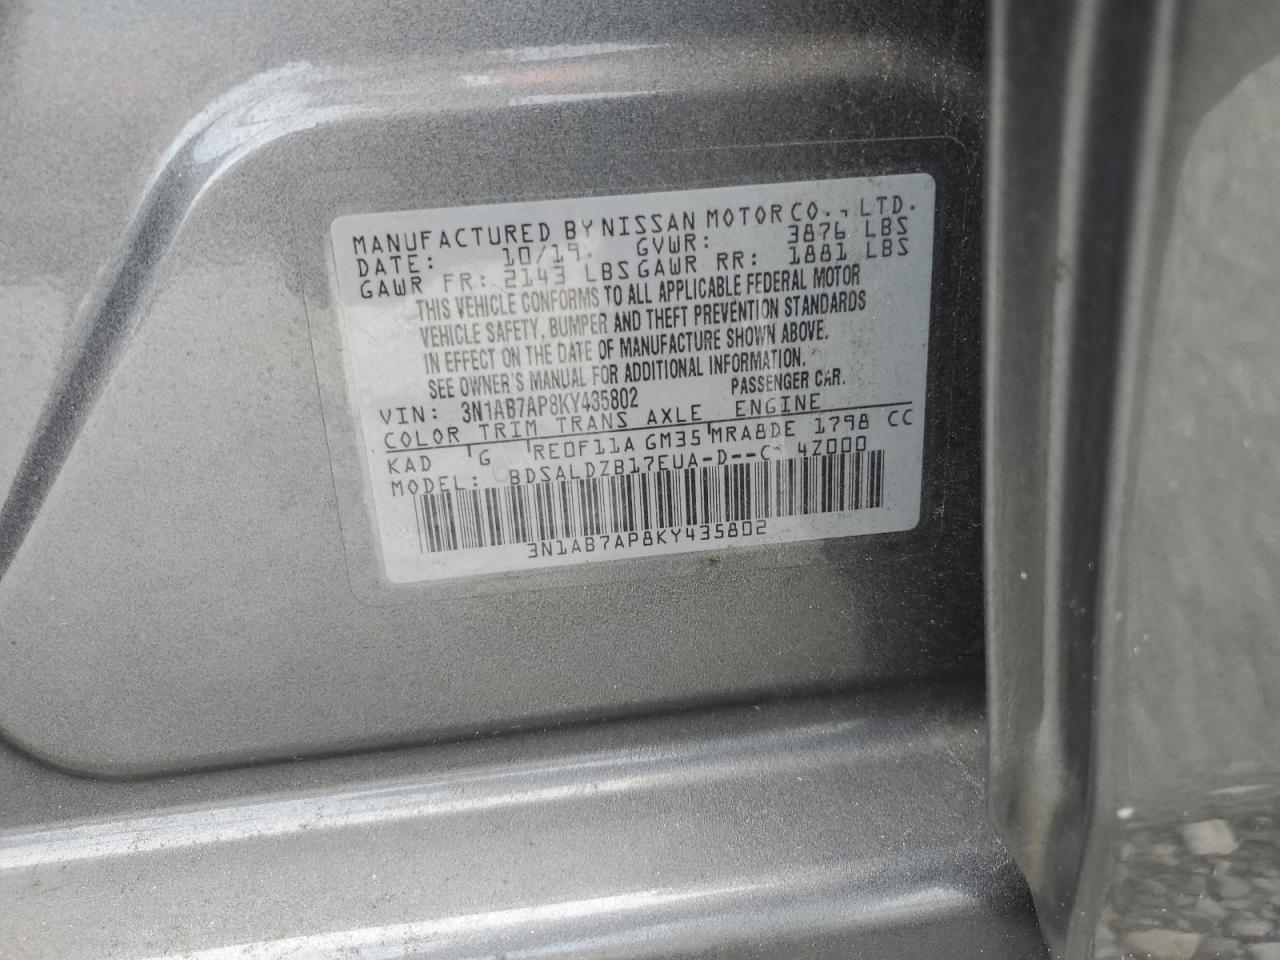 MANUFACTURED BY NISSAN MOTOR CO., LTD.
DATE: 10/19. GVWR: 3876 LBS
GAWR FR: 2143 LBS GAWR RR: 1881 LBS
THIS VEHICLE CONFORMS TO ALL APPLICABLE FEDERAL MOTOR
VEHICLE SAFETY, BUMPER AND THEFT PREVENTION STANDARDS
IN EFFECT ON THE DATE OF MANUFACTURE SHOWN ABOVE.
SEE OWNER'S MANUAL FOR ADDITIONAL INFORMATION.
VIN: 3N1AB7AP8KY435802 PASSENGER CAR.
COLOR TRIM TRANS AXLE ENGINE
KAD G RE0F11A GM35 MRA8DE 1798 CC
MODEL: BDSALDZB17EUA-D--C 4Z000
3N1AB7AP8KY435802